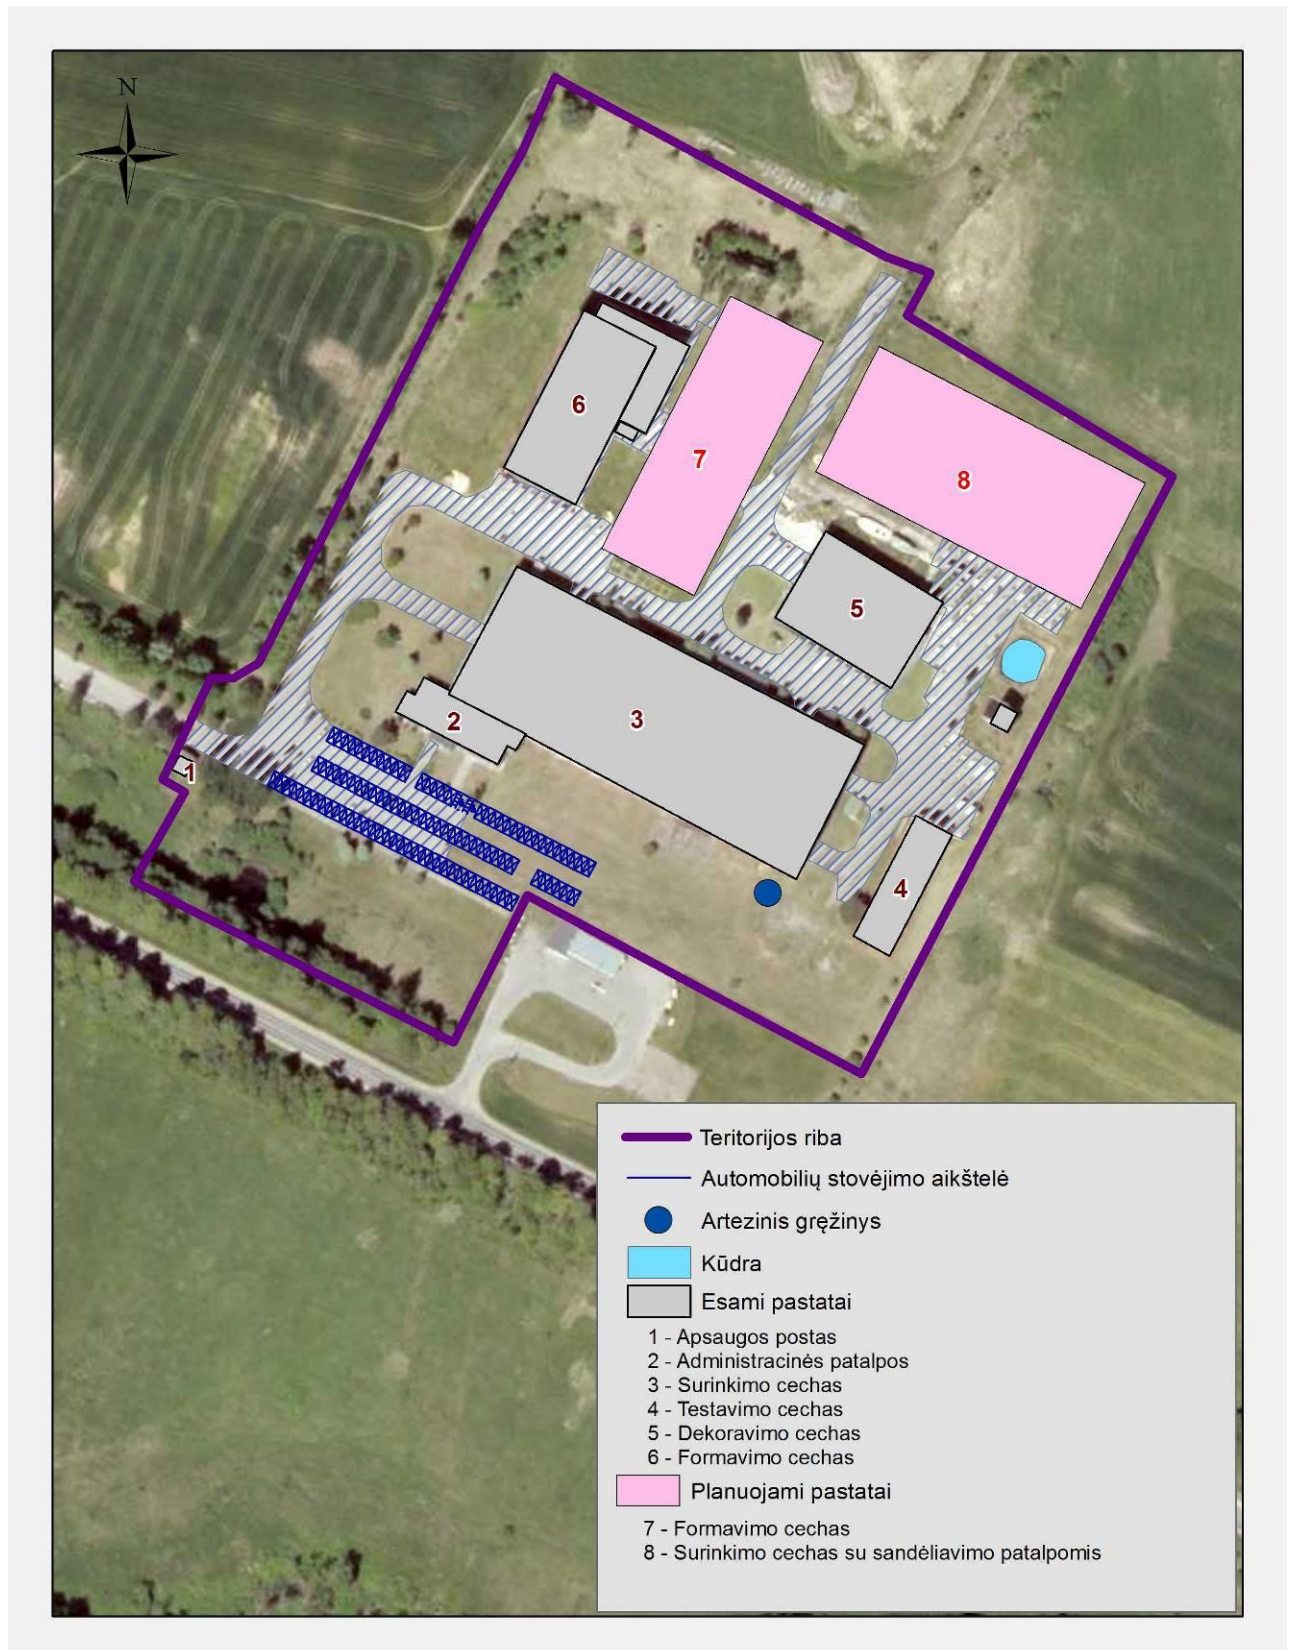 N
6
7
8
5
3
2
1
4
Teritorijos riba
Automobilių stovėjimo aikštelė
Artezinis gręžinys
Kūdra
Esami pastatai
1 - Apsaugos postas
2 - Administracinės patalpos
3 - Surinkimo cechas
4 - Testavimo cechas
5 - Dekoravimo cechas
6 - Formavimo cechas
Planuojami pastatai
7 - Formavimo cechas
8 - Surinkimo cechas su sandėliavimo patalpomis